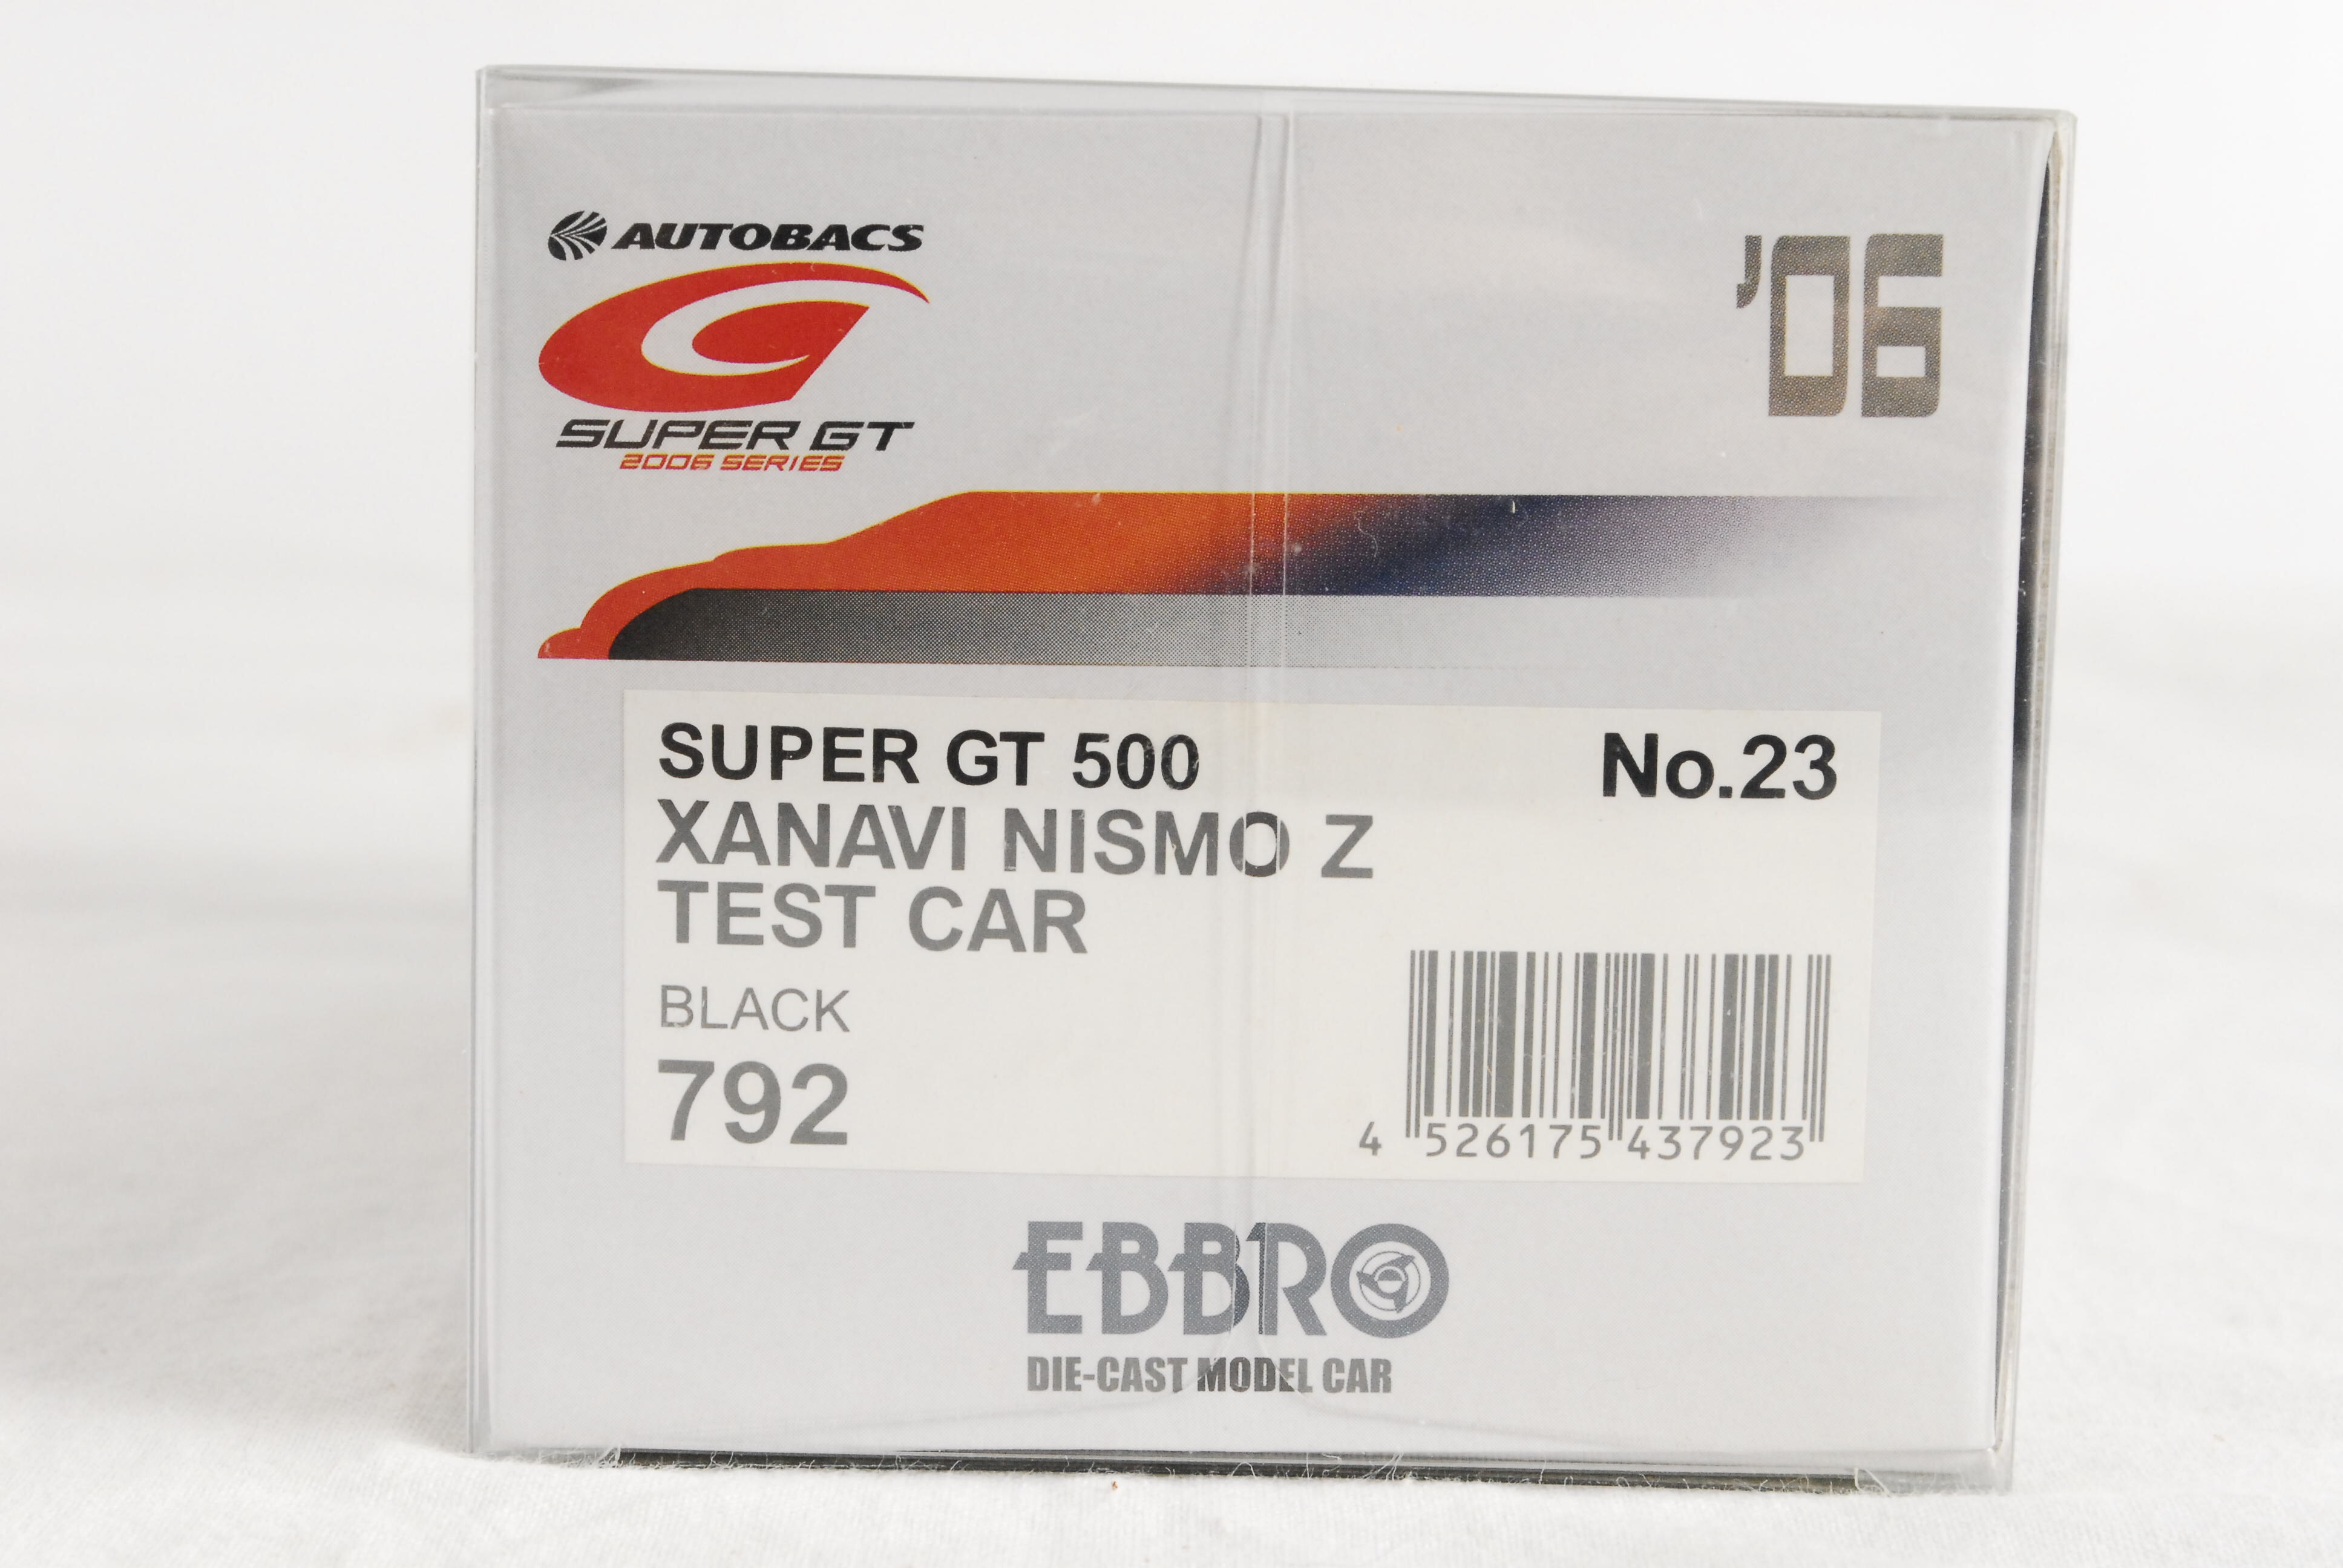 AUTOBACS
'06
SUPER GT
2006 SERIES
SUPER GT 500
No.23
XANAVI NISMO Z
TEST CAR
BLACK
792
4 526175 437923
EBBRO
DIE-CAST MODEL CAR